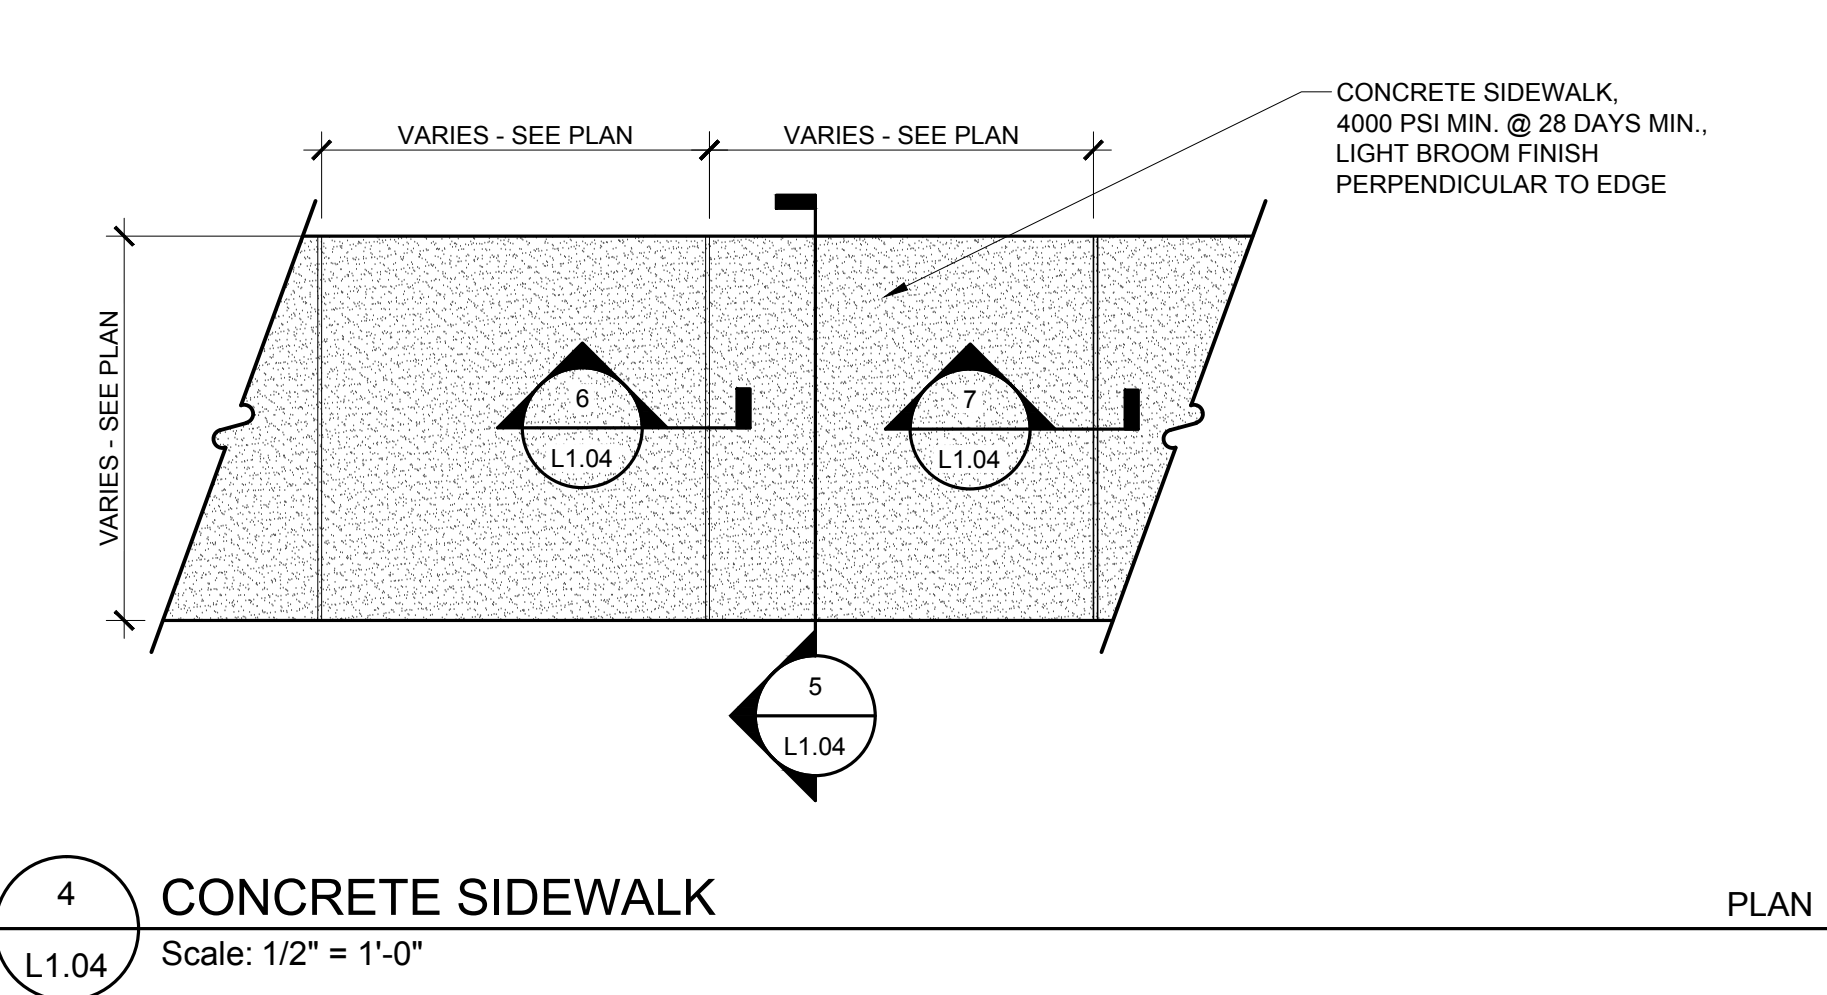 CONCRETE SIDEWALK,
4000 PSI MIN. @ 28 DAYS MIN.,
LIGHT BROOM FINISH
PERPENDICULAR TO EDGE
VARIES - SEE PLAN
VARIES - SEE PLAN
VARIES - SEE PLAN
6
L1.04
7
L1.04
5
L1.04
4
L1.04
CONCRETE SIDEWALK
PLAN
Scale: 1/2" = 1'-0"